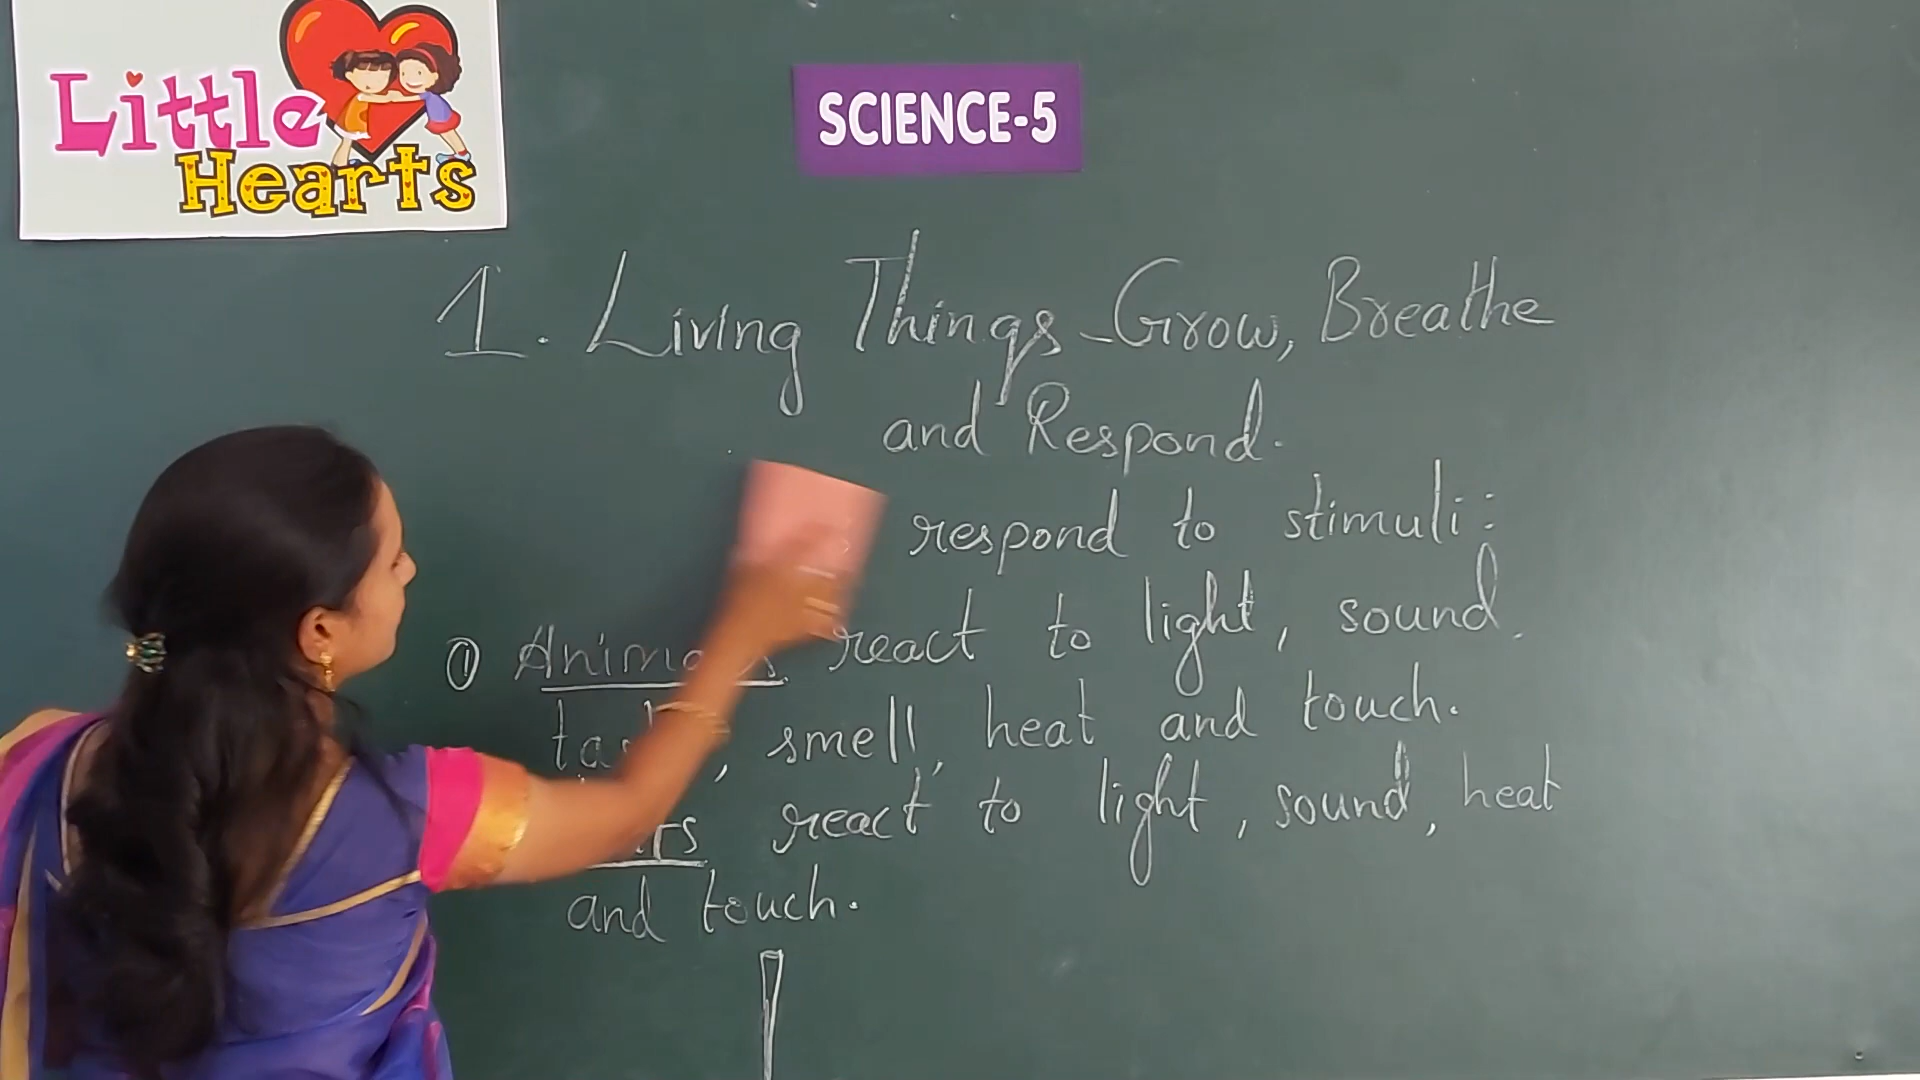 Little
Hearts
SCIENCE-5
1. Living Things - Grow, Breathe
and Respond.
respond to stimuli:
① Animals react to light, sound,
smell, heat and touch.
react to light, sound, heat
and touch.